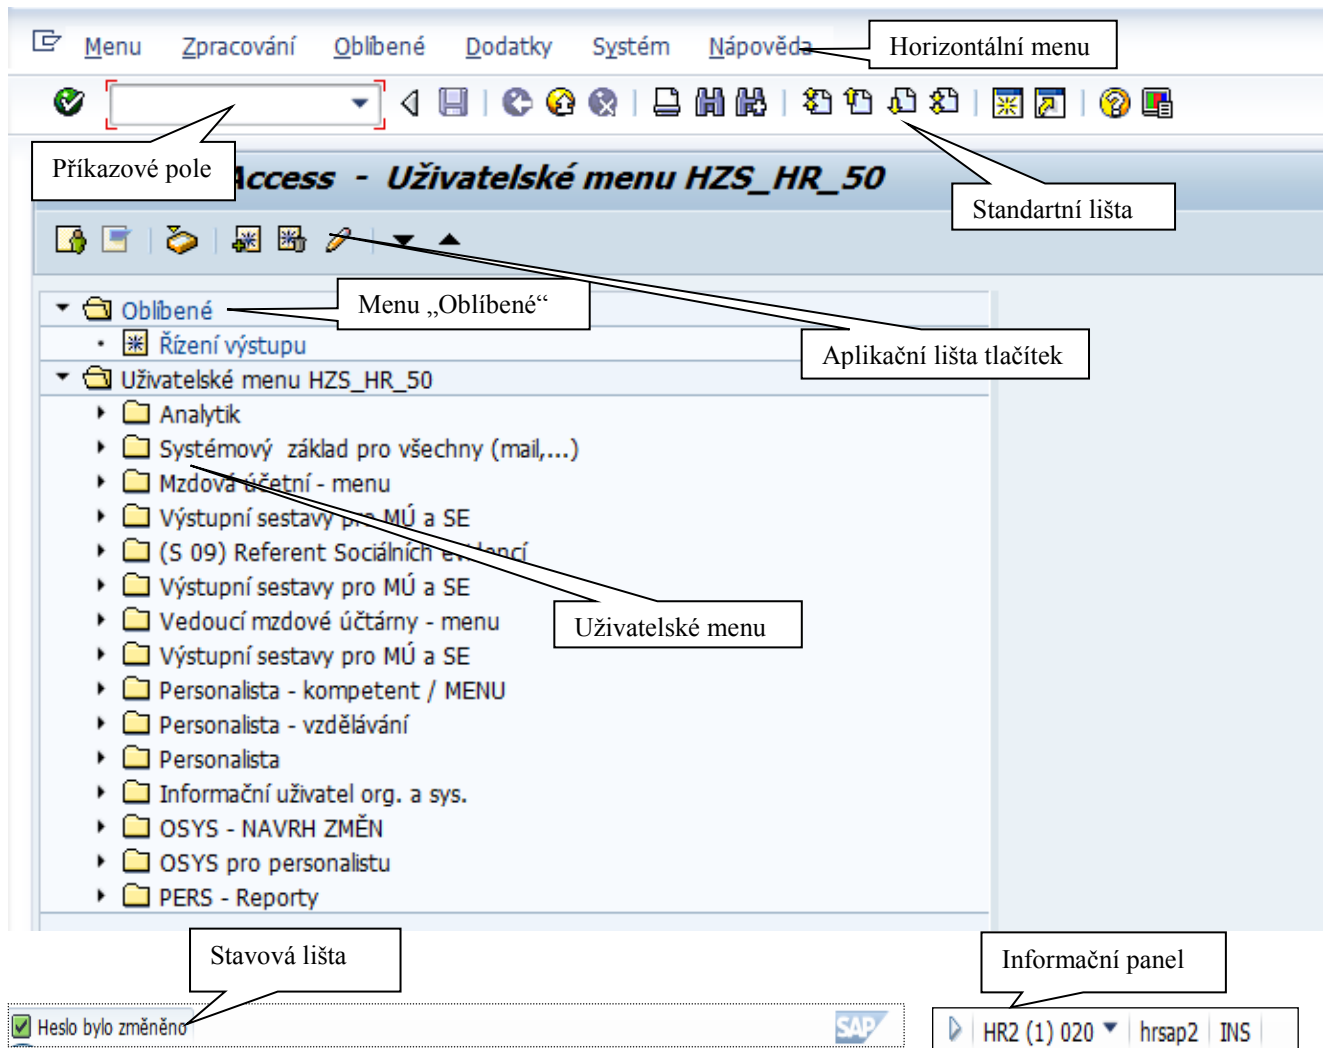 Menu Zpracování Oblíbené Dodatky Systém Nápověda
Horizontální menu
Příkazové pole
Access - Uživatelské menu HZS_HR_50
Standartní lišta
Oblíbené
Menu „Oblíbené“
Řízení výstupu
Aplikační lišta tlačítek
Uživatelské menu HZS_HR_50
Analytik
Systémový základ pro všechny (mail,...)
Mzdová účetní - menu
Výstupní sestavy pro MÚ a SE
(S 09) Referent Sociálních evidencí
Výstupní sestavy pro MÚ a SE
Vedoucí mzdové účtárny - menu
Uživatelské menu
Výstupní sestavy pro MÚ a SE
Personalista - kompetent / MENU
Personalista - vzdělávání
Personalista
Informační uživatel org. a sys.
OSYS - NAVRH ZMĚN
OSYS pro personalistu
PERS - Reporty
Stavová lišta
Informační panel
Heslo bylo změněno
SAP
HR2 (1) 020 hrsap2 INS